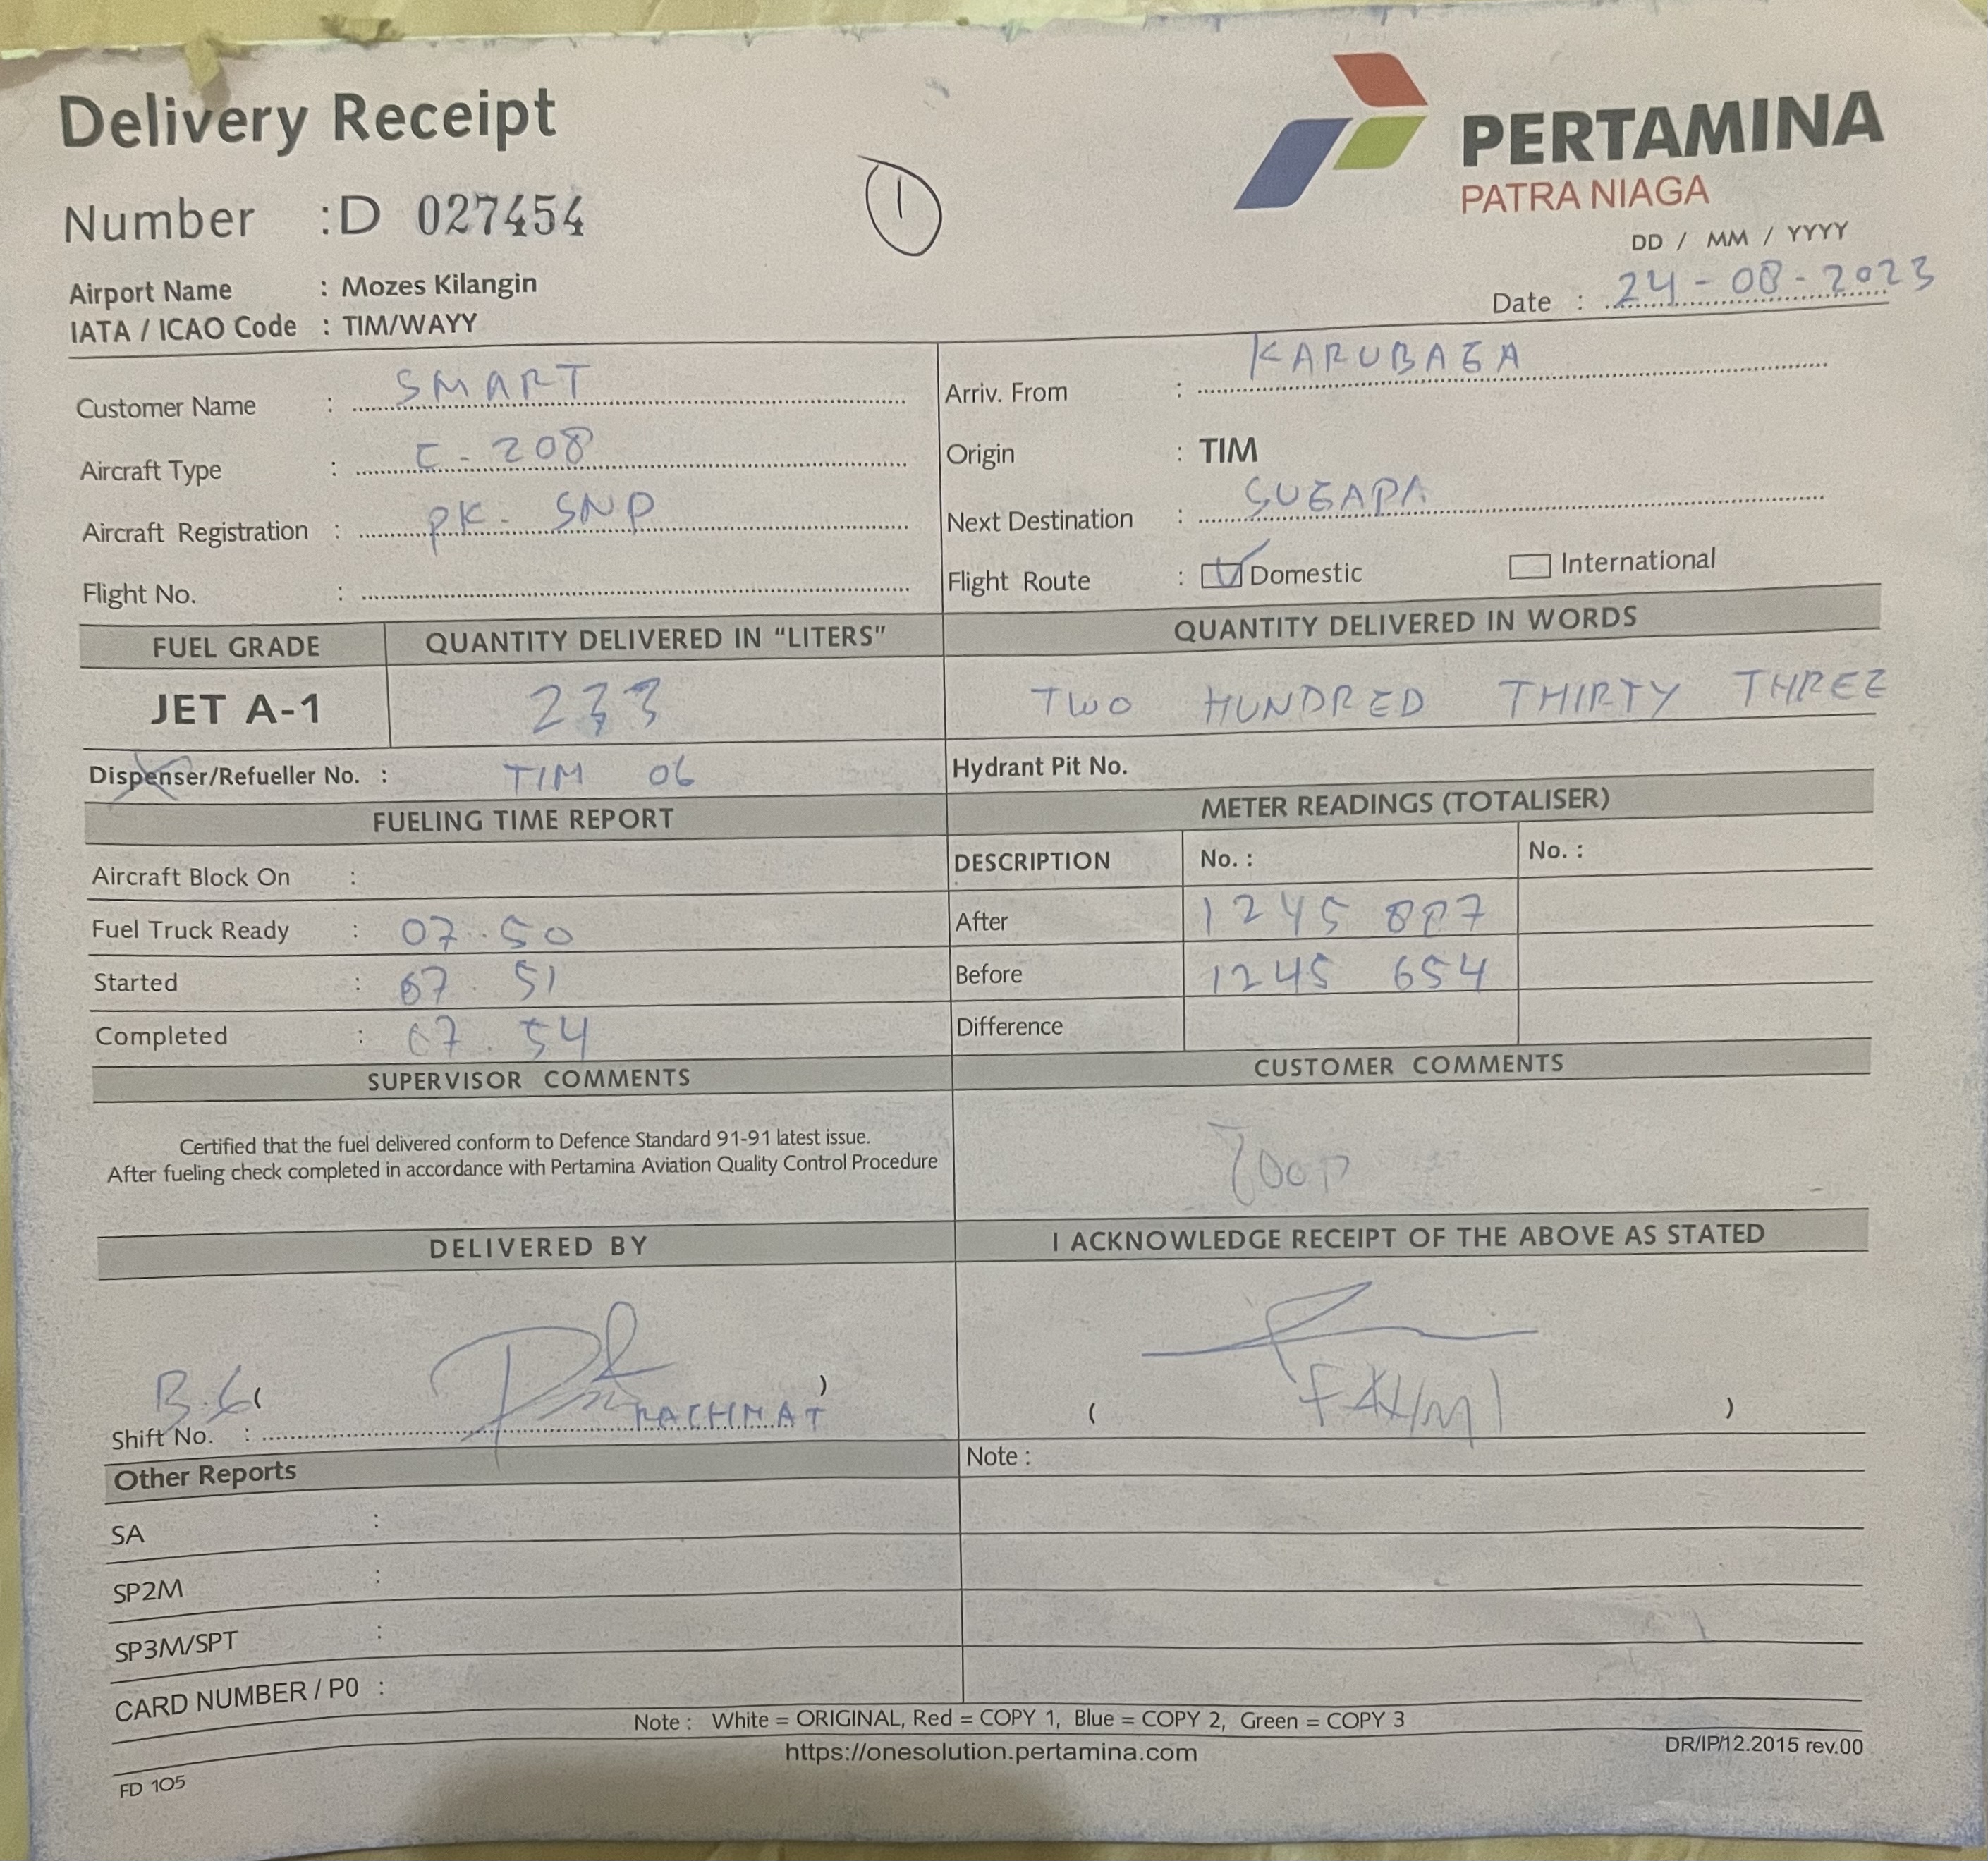 Delivery Receipt
PERTAMINA
PATRA NIAGA
Number : D 027454
1
DD / MM / YYYY
Airport Name : Mozes Kilangin
Date : 24-08-2023
IATA / ICAO Code : TIM/WAYY
Customer Name : SMART
Arriv. From : KARUBAGA
Aircraft Type : C-208
Origin : TIM
Aircraft Registration : PK-SNP
Next Destination : SUGAPA
Flight No. :
Flight Route : Domestic International
FUEL GRADE QUANTITY DELIVERED IN "LITERS" QUANTITY DELIVERED IN WORDS
JET A-1 233 TWO HUNDRED THIRTY THREE
Dispenser/Refueller No. : TIM 06 Hydrant Pit No.
FUELING TIME REPORT METER READINGS (TOTALISER)
Aircraft Block On : DESCRIPTION No. : No. :
Fuel Truck Ready : 07.50 After 1245 887
Started : 07.51 Before 1245 654
Completed : 07.54 Difference
SUPERVISOR COMMENTS CUSTOMER COMMENTS
Certified that the fuel delivered conform to Defence Standard 91-91 latest issue.
After fueling check completed in accordance with Pertamina Aviation Quality Control Procedure
DELIVERED BY I ACKNOWLEDGE RECEIPT OF THE ABOVE AS STATED
B.6 ( RACHMAT ) ( FAHMI )
Shift No. :
Other Reports Note :
SA :
SP2M :
SP3M/SPT :
CARD NUMBER / P0 :
Note : White = ORIGINAL, Red = COPY 1, Blue = COPY 2, Green = COPY 3
https://onesolution.pertamina.com
DR/IP/12.2015 rev.00
FD 105